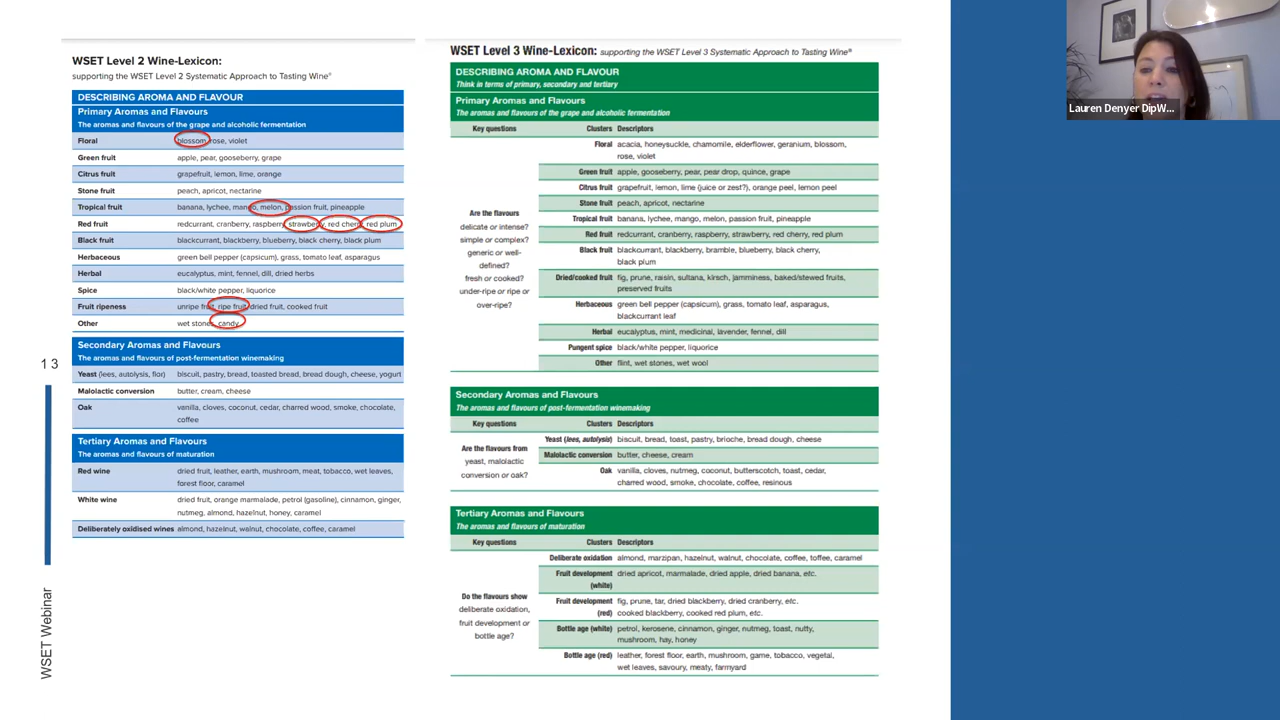 WSET Level 2 Wine-Lexicon:
supporting the WSET Level 2 Systematic Approach to Tasting Wine®
DESCRIBING AROMA AND FLAVOUR
Primary Aromas and Flavours
The aromas and flavours of the grape and alcoholic fermentation
Floral blossom, rose, violet
Green fruit apple, pear, gooseberry, grape
Citrus fruit grapefruit, lemon, lime, orange
Stone fruit peach, apricot, nectarine
Tropical fruit banana, lychee, mango, melon, passion fruit, pineapple
Red fruit redcurrant, cranberry, raspberry, strawberry, red cherry, red plum
Black fruit blackcurrant, blackberry, blueberry, black cherry, black plum
Herbaceous green bell pepper (capsicum), grass, tomato leaf, asparagus
Herbal eucalyptus, mint, fennel, dill, dried herbs
Spice black/white pepper, liquorice
Fruit ripeness unripe fruit, ripe fruit, dried fruit, cooked fruit
Other wet stones, candy
Secondary Aromas and Flavours
The aromas and flavours of post-fermentation winemaking
Yeast (lees, autolysis, flor) biscuit, pastry, bread, toasted bread, bread dough, cheese, yogurt
Malolactic conversion butter, cream, cheese
Oak vanilla, cloves, coconut, cedar, charred wood, smoke, chocolate,
coffee
Tertiary Aromas and Flavours
The aromas and flavours of maturation
Red wine dried fruit, leather, earth, mushroom, meat, tobacco, wet leaves,
forest floor, caramel
White wine dried fruit, orange marmalade, petrol (gasoline), cinnamon, ginger,
nutmeg, almond, hazelnut, honey, caramel
Deliberately oxidised wines almond, hazelnut, walnut, chocolate, coffee, caramel
WSET Level 3 Wine-Lexicon: supporting the WSET Level 3 Systematic Approach to Tasting Wine®
DESCRIBING AROMA AND FLAVOUR
Think in terms of primary, secondary and tertiary
Primary Aromas and Flavours
The aromas and flavours of the grape and alcoholic fermentation
Key questions Clusters Descriptors
Are the flavours
delicate or intense?
simple or complex?
generic or well-
defined?
fresh or cooked?
under-ripe or ripe or
over-ripe?
Floral acacia, honeysuckle, chamomile, elderflower, geranium, blossom,
rose, violet
Green fruit apple, gooseberry, pear, pear drop, quince, grape
Citrus fruit grapefruit, lemon, lime (juice or zest?), orange peel, lemon peel
Stone fruit peach, apricot, nectarine
Tropical fruit banana, lychee, mango, melon, passion fruit, pineapple
Red fruit redcurrant, cranberry, raspberry, strawberry, red cherry, red plum
Black fruit blackcurrant, blackberry, bramble, blueberry, black cherry,
black plum
Dried/cooked fruit fig, prune, raisin, sultana, kirsch, jamminess, baked/stewed fruits,
preserved fruits
Herbaceous green bell pepper (capsicum), grass, tomato leaf, asparagus,
blackcurrant leaf
Herbal eucalyptus, mint, medicinal, lavender, fennel, dill
Pungent spice black/white pepper, liquorice
Other flint, wet stones, wet wool
Secondary Aromas and Flavours
The aromas and flavours of post-fermentation winemaking
Key questions Clusters Descriptors
Are the flavours from
yeast, malolactic
conversion or oak?
Yeast (lees, autolysis) biscuit, bread, toast, pastry, brioche, bread dough, cheese
Malolactic conversion butter, cheese, cream
Oak vanilla, cloves, nutmeg, coconut, butterscotch, toast, cedar,
charred wood, smoke, chocolate, coffee, resinous
Tertiary Aromas and Flavours
The aromas and flavours of maturation
Key questions Clusters Descriptors
Do the flavours show
deliberate oxidation,
fruit development or
bottle age?
Deliberate oxidation almond, marzipan, hazelnut, walnut, chocolate, coffee, toffee, caramel
Fruit development (white) dried apricot, marmalade, dried apple, dried banana, etc.
Fruit development (red) fig, prune, tar, dried blackberry, dried cranberry, etc.
cooked blackberry, cooked red plum, etc.
Bottle age (white) petrol, kerosene, cinnamon, ginger, nutmeg, toast, nutty,
mushroom, hay, honey
Bottle age (red) leather, forest floor, earth, mushroom, game, tobacco, vegetal,
wet leaves, savoury, meaty, farmyard
13
WSET Webinar
Lauren Denyer DipW...